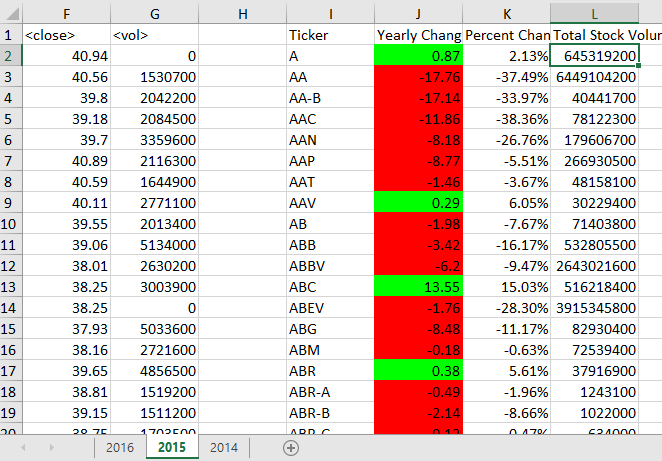 F G H I J K L
1 <close> <vol> Ticker Yearly Chang Percent Chan Total Stock Volur
2 40.94 0 A 0.87 2.13% 645319200
3 40.56 1530700 AA -17.76 -37.49% 6449104200
4 39.8 2042200 AA-B -17.14 -33.97% 40441700
5 39.18 2084500 AAC -11.86 -38.36% 78122300
6 39.7 3359600 AAN -8.18 -26.76% 179606700
7 40.89 2116300 AAP -8.77 -5.51% 266930500
8 40.59 1644900 AAT -1.46 -3.67% 48158100
9 40.11 2771100 AAV 0.29 6.05% 30229400
10 39.55 2013400 AB -1.98 -7.67% 71403800
11 39.06 5134000 ABB -3.42 -16.17% 532805500
12 38.01 2630200 ABBV -6.2 -9.47% 2643021600
13 38.25 3003900 ABC 13.55 15.03% 516218400
14 38.25 0 ABEV -1.76 -28.30% 3915345800
15 37.93 5033600 ABG -8.48 -11.17% 82930400
16 38.16 2721600 ABM -0.18 -0.63% 72539400
17 39.65 4856500 ABR 0.38 5.61% 37916900
18 38.81 1519200 ABR-A -0.49 -1.96% 1243100
19 39.15 1511200 ABR-B -2.14 -8.66% 1022000
20 38.75 1703500 ABR-C -0.12 -0.47% 634000
2016 2015 2014